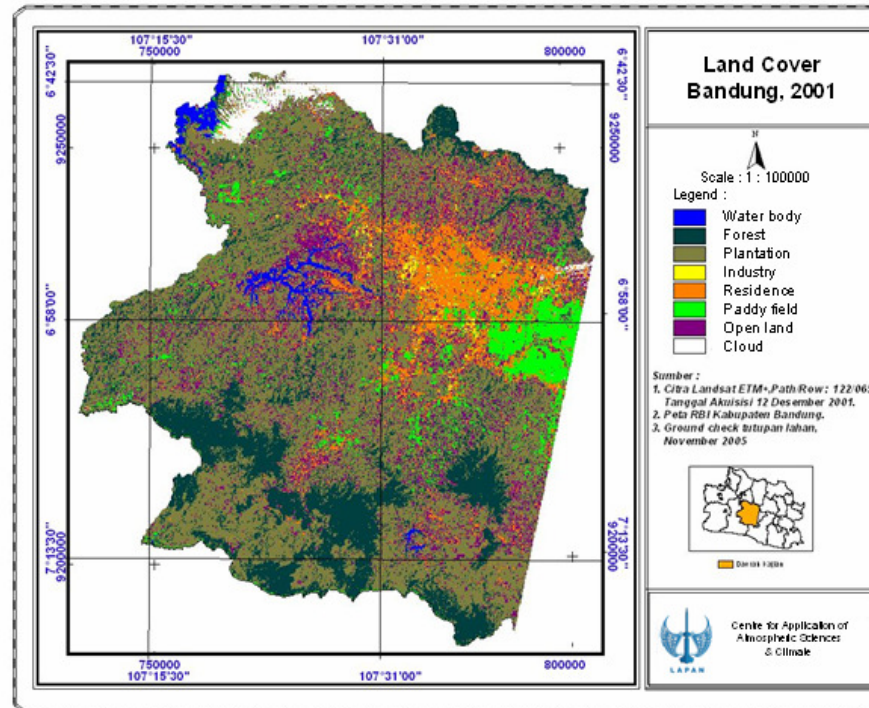 107°15'30" 107°31'00"
750000 800000
6°42'30"
6°42'30"
9250000
9250000
6°58'00"
6°58'00"
7°13'30"
9200000
7°13'30"
9200000
750000 800000
107°15'30" 107°31'00"
Land Cover
Bandung, 2001
N
Scale : 1 : 100000
Legend :
Water body
Forest
Plantation
Industry
Residence
Paddy field
Open land
Cloud
Sumber :
1. Citra Landsat ETM+,Path/Row : 122/065
Tanggal Akuisisi 12 Desember 2001.
2. Peta RBI Kabupaten Bandung.
3. Ground check tutupan lahan,
November 2005
LAPAN
Centre for Application of
Atmospheric Sciences
& Climate